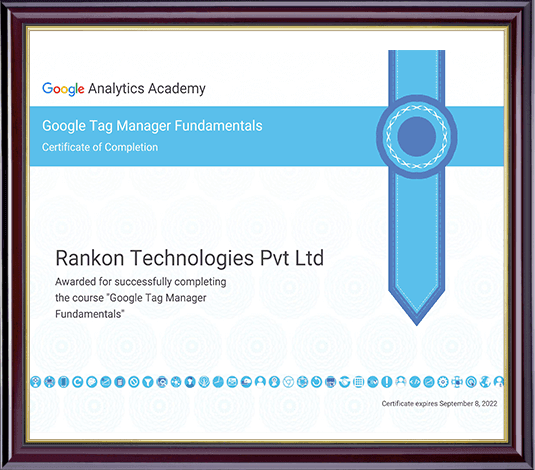 Google Analytics Academy
Google Tag Manager Fundamentals
Certificate of Completion
Rankon Technologies Pvt Ltd
Awarded for successfully completing
the course "Google Tag Manager
Fundamentals"
Certificate expires September 8, 2022